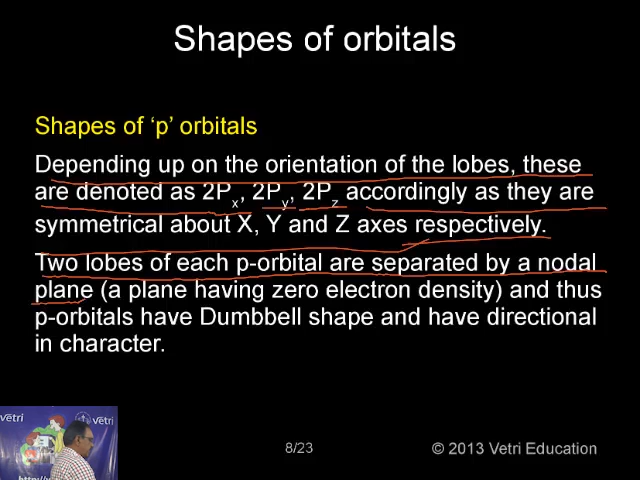 Shapes of orbitals
Shapes of ‘p’ orbitals
Depending up on the orientation of the lobes, these
are denoted as 2Px, 2Py, 2Pz accordingly as they are
symmetrical about X, Y and Z axes respectively.
Two lobes of each p-orbital are separated by a nodal
plane (a plane having zero electron density) and thus
p-orbitals have Dumbbell shape and have directional
in character.
vetri
vetri
8/23
© 2013 Vetri Education